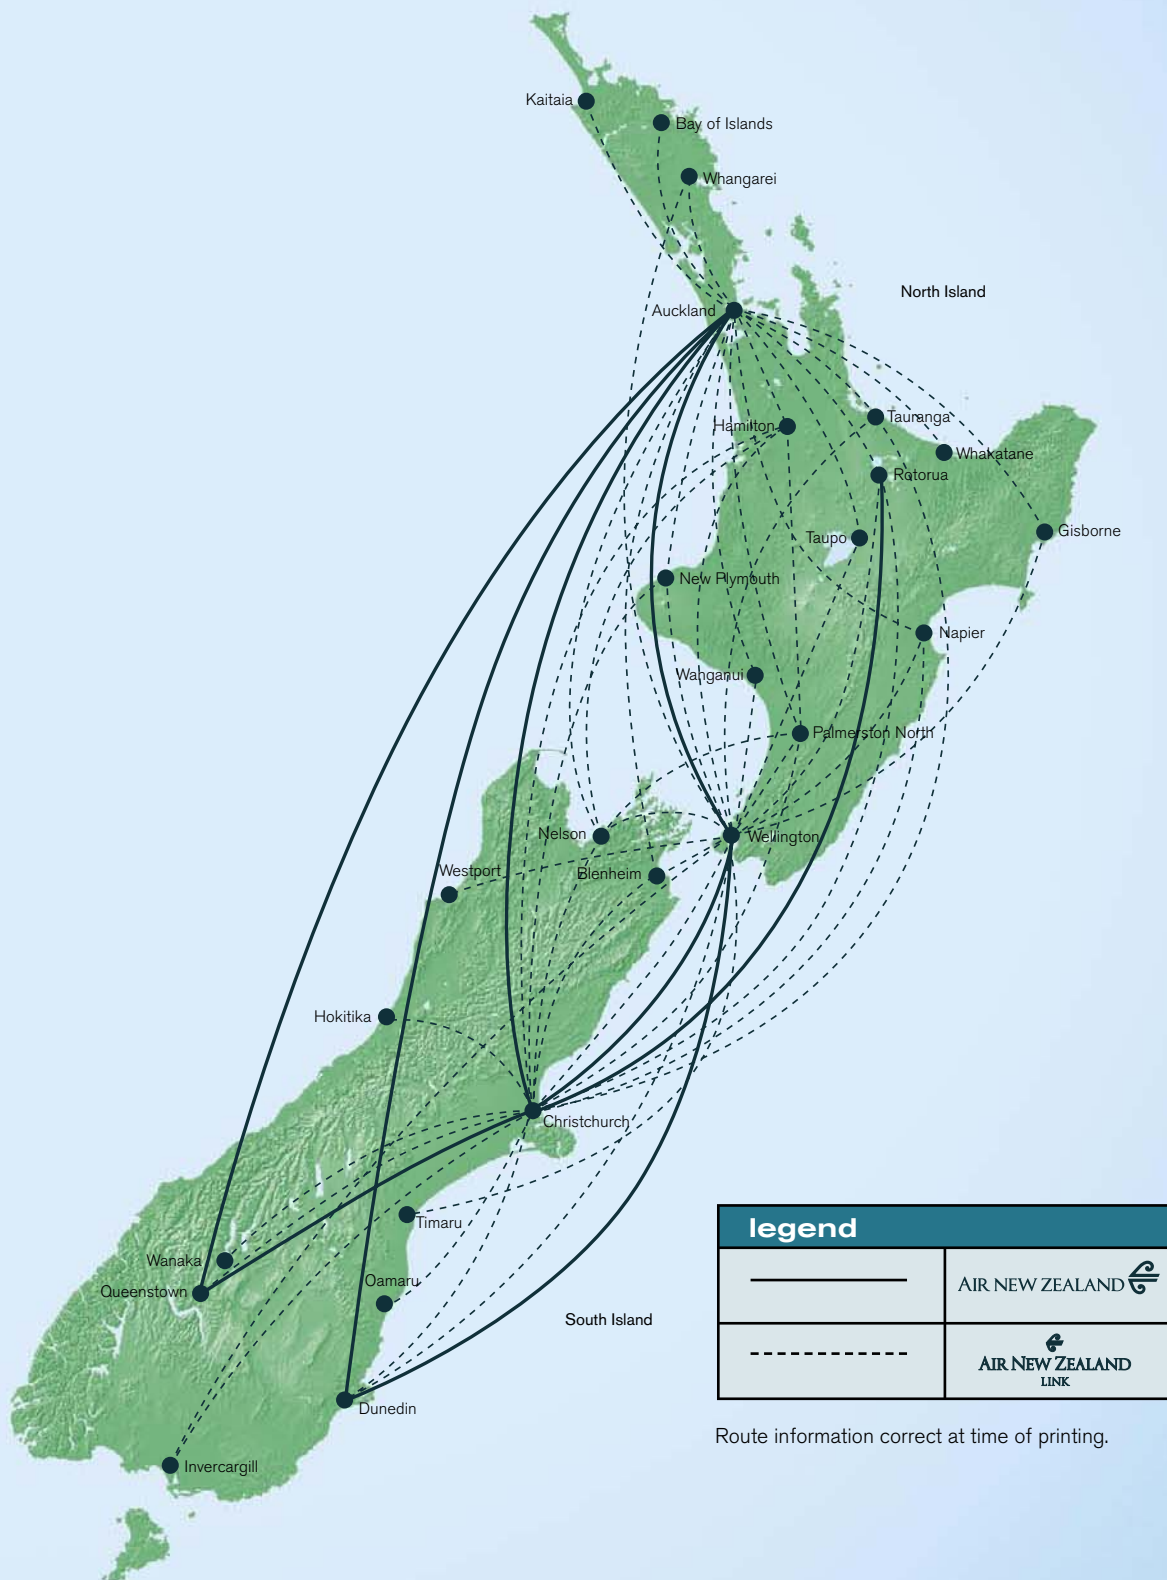 Kaitaia
Bay of Islands
Whangarei
North Island
Auckland
Tauranga
Hamilton
Whakatane
Rotorua
Gisborne
Taupo
New Plymouth
Napier
Wanganui
Palmerston North
Nelson
Wellington
Westport
Blenheim
Hokitika
Christchurch
Timaru
Wanaka
Oamaru
Queenstown
South Island
Dunedin
Invercargill
legend
AIR NEW ZEALAND
AIR NEW ZEALAND
LINK
Route information correct at time of printing.